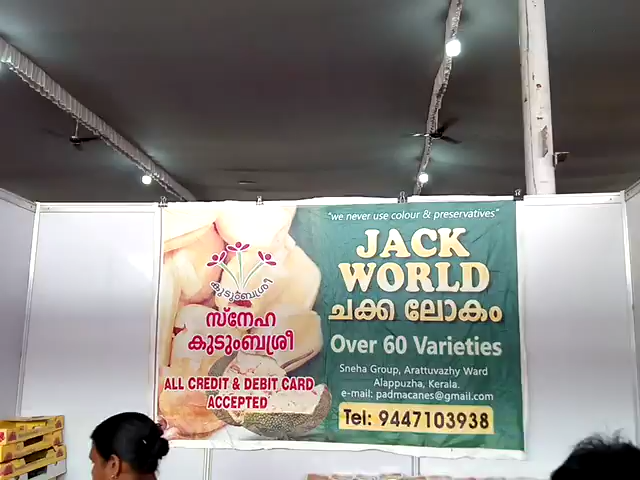 "we never use colour & preservatives"
JACK
WORLD
ചക്ക ലോകം
Over 60 Varieties
Sneha Group, Arattuvazhy Ward
Alappuzha, Kerala.
e-mail: padmacanes@gmail.com
Tel: 9447103938
കുടുംബശ്രീ
സ്നേഹ
കുടുംബശ്രീ
ALL CREDIT & DEBIT CARD
ACCEPTED